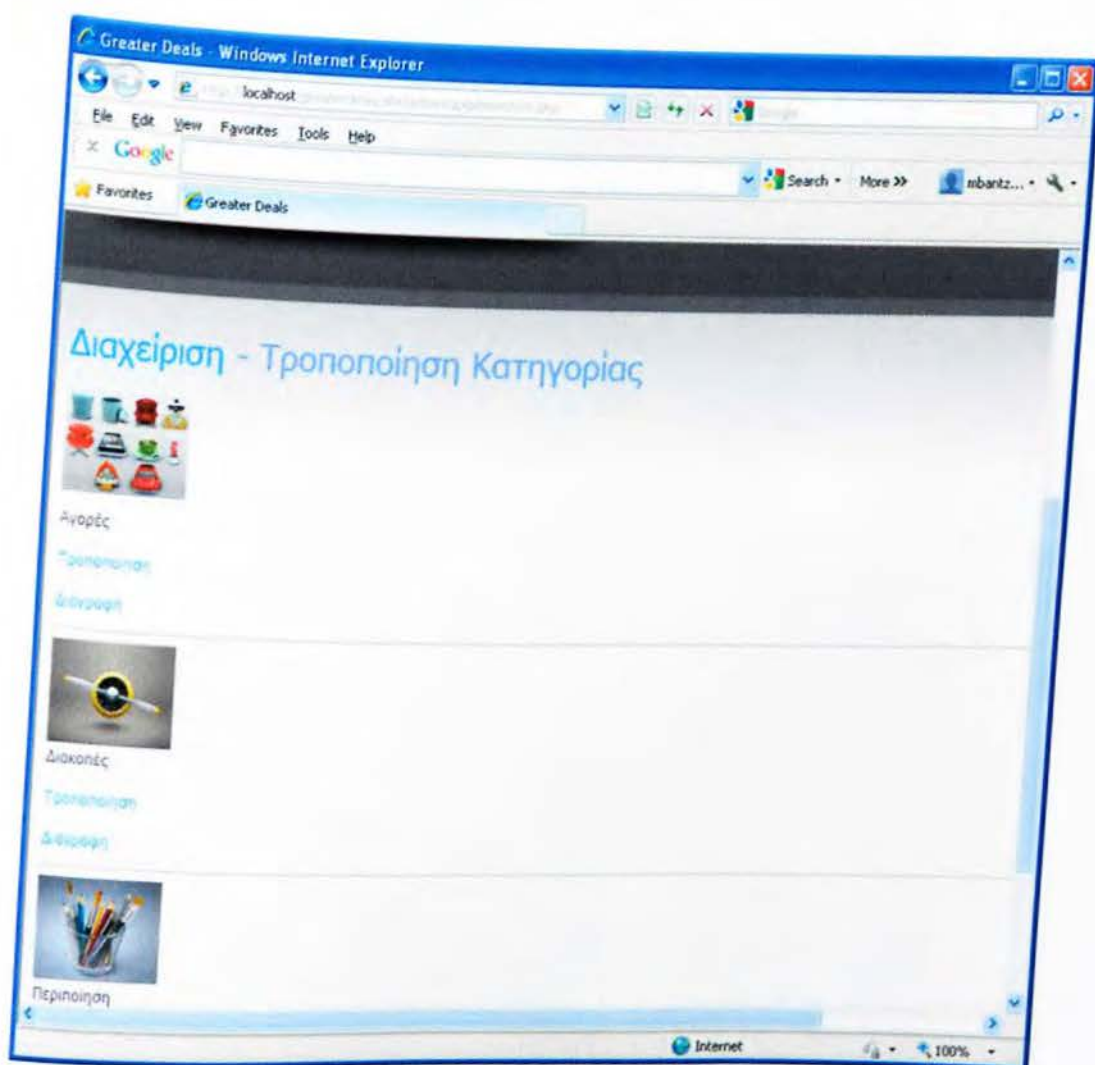 Greater Deals - Windows Internet Explorer
localhost
File Edit View Favorites Tools Help
Google
Search More >> mbantz...
Favorites Greater Deals
Διαχείριση - Τροποποίηση Κατηγορίας
Αγορές
Τροποποίηση
Διαγραφή
Διακοπές
Τροποποίηση
Διαγραφή
Περιποίηση
Internet 100%